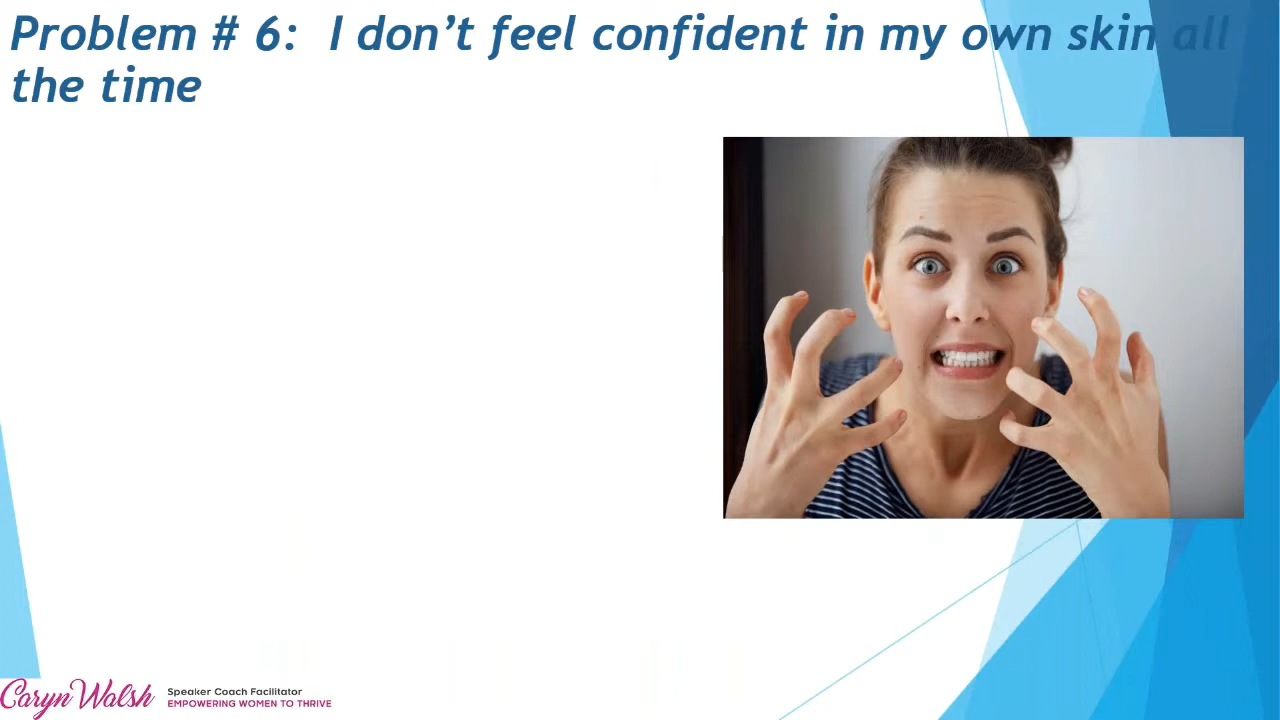 Problem # 6:  I don’t feel confident in my own skin all
the time
Caryn Walsh
Speaker Coach Facilitator
EMPOWERING WOMEN TO THRIVE